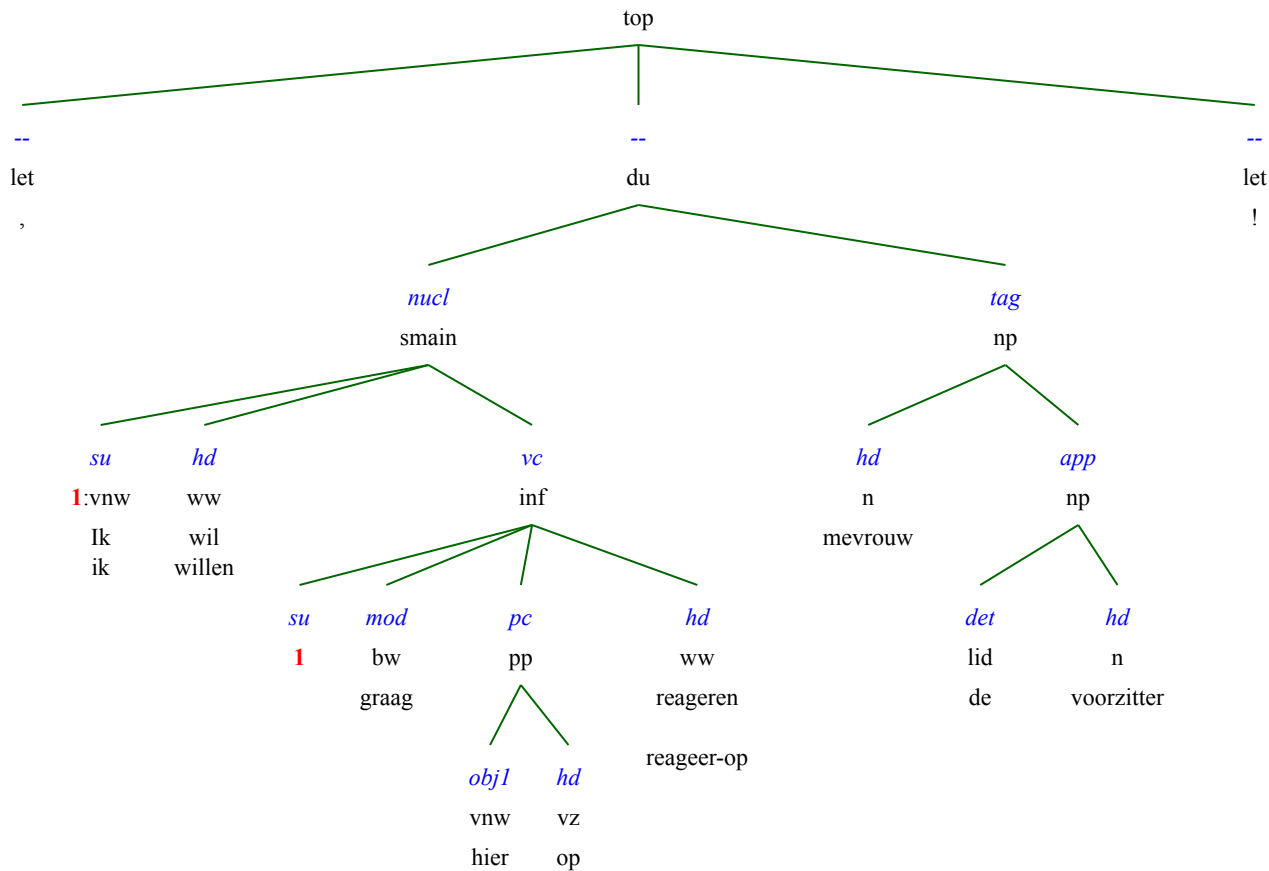 top
-- -- --
let du let
, !
nucl tag
smain np
su hd vc hd app
1:vnw ww inf n np
Ik wil mevrouw
ik willen
su mod pc hd det hd
1 bw pp ww lid n
graag reageren de voorzitter
reageer-op
obj1 hd
vnw vz
hier op